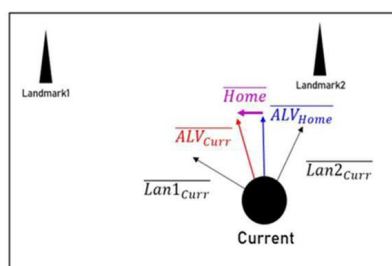 Landmark1
Landmark2
Home
ALV_Curr
ALV_Home
Lan1_Curr
Lan2_Curr
Current